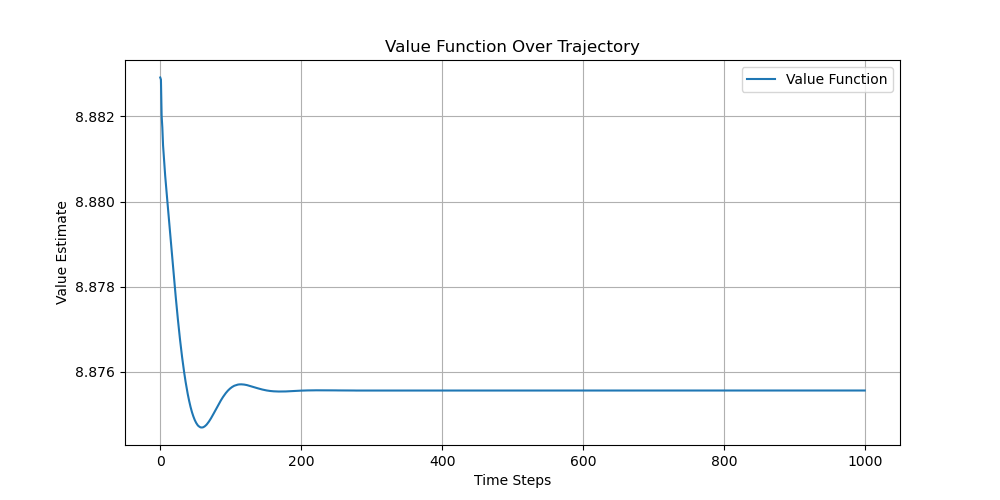 Value Function Over Trajectory
Value Function
8.882
8.880
8.878
8.876
Value Estimate
0 200 400 600 800 1000
Time Steps